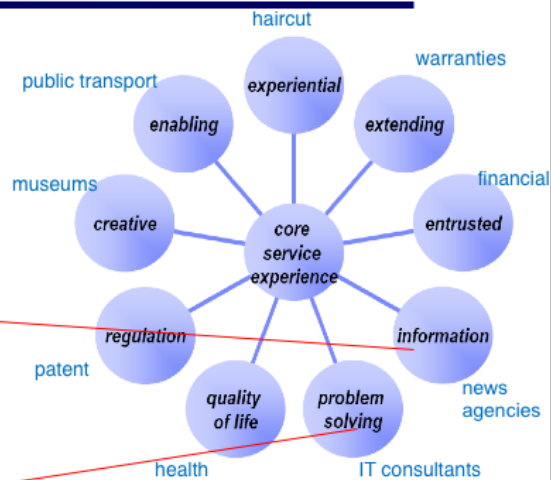 haircut
experiential
warranties
extending
public transport
enabling
financial
entrusted
museums
creative
core
service
experience
regulation
patent
information
news
agencies
quality
of life
health
problem
solving
IT consultants